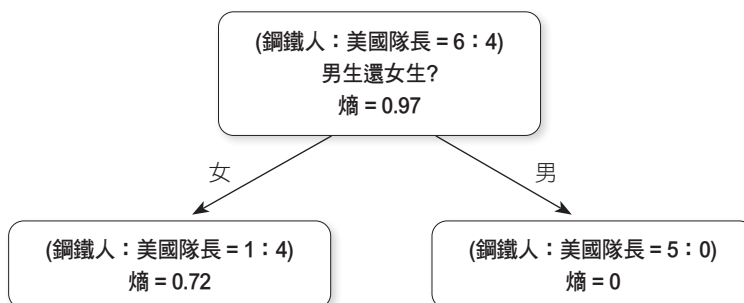 (鋼鐵人：美國隊長 = 6：4)
男生還女生?
熵 = 0.97
女
男
(鋼鐵人：美國隊長 = 1：4)
熵 = 0.72
(鋼鐵人：美國隊長 = 5：0)
熵 = 0